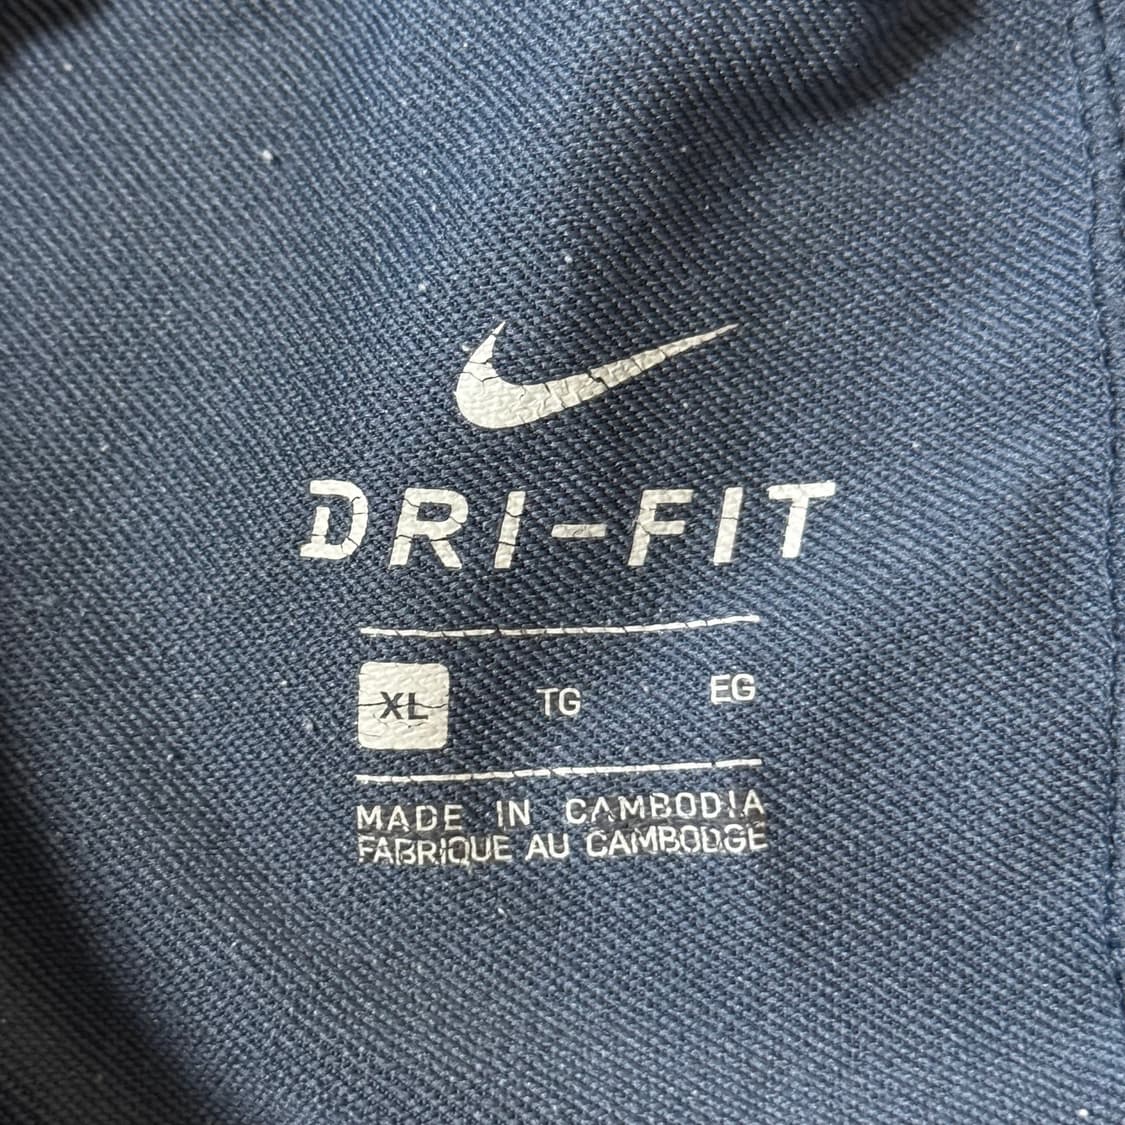 DRI-FIT
XL TG EG
MADE IN CAMBODIA
FABRIQUE AU CAMBODGE